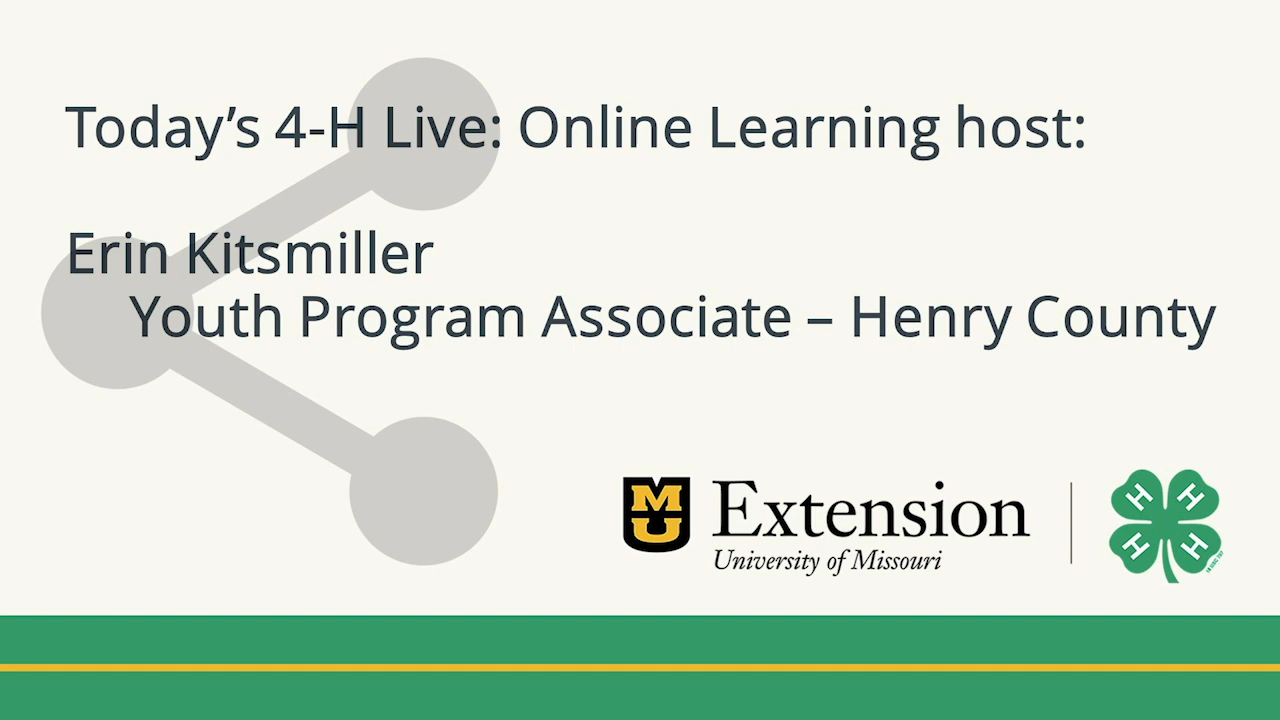 Today’s 4-H Live: Online Learning host:
Erin Kitsmiller
Youth Program Associate – Henry County
MU Extension
University of Missouri
H H
H H